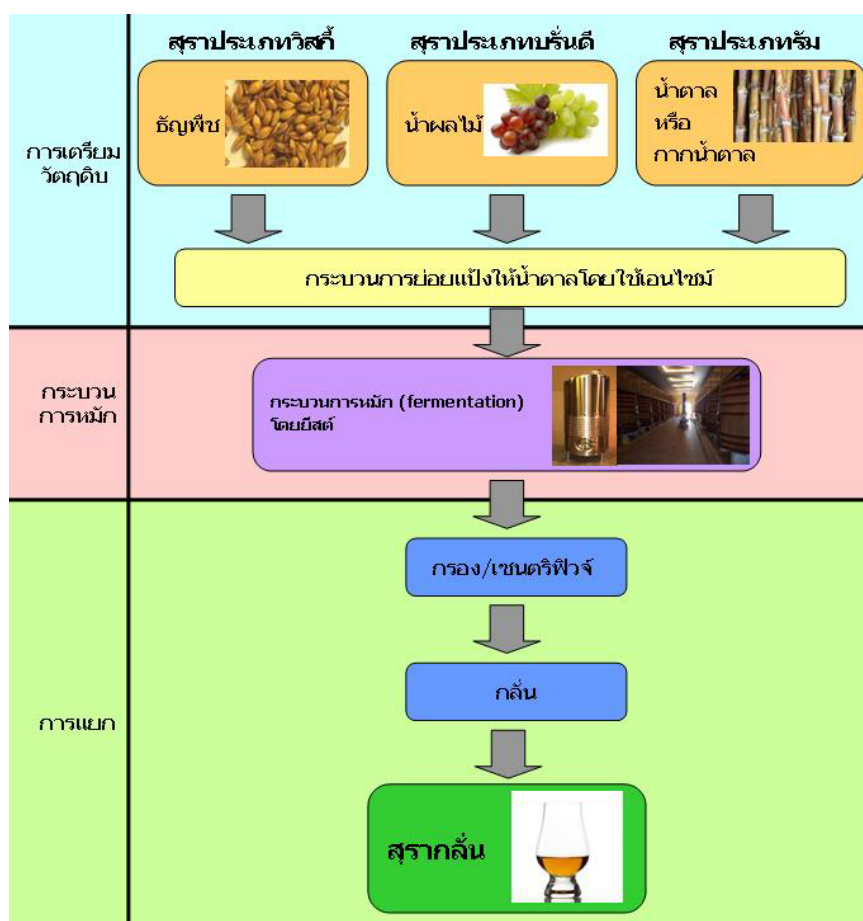 สุราประเภทวิสกี้
สุราประเภทบรั่นดี
สุราประเภทรัม
การเตรียม
วัตถุดิบ
ธัญพืช
น้ำผลไม้
น้ำตาล
หรือ
กากน้ำตาล
กระบวนการย่อยแป้งให้น้ำตาลโดยใช้เอนไซม์
กระบวน
การหมัก
กระบวนการหมัก (fermentation)
โดยยีสต์
การแยก
กรอง/เซนตริฟิวจ์
กลั่น
สุรากลั่น